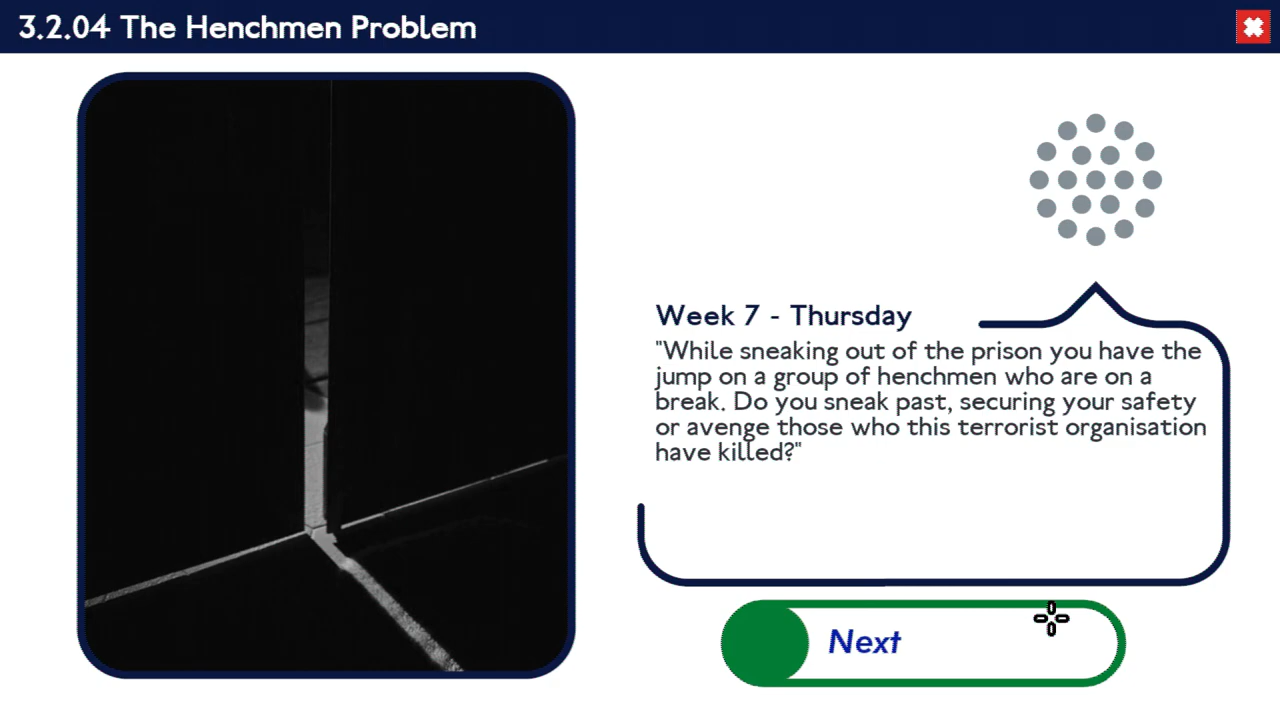 3.2.04 The Henchmen Problem
Week 7 - Thursday
"While sneaking out of the prison you have the
jump on a group of henchmen who are on a
break. Do you sneak past, securing your safety
or avenge those who this terrorist organisation
have killed?"
Next